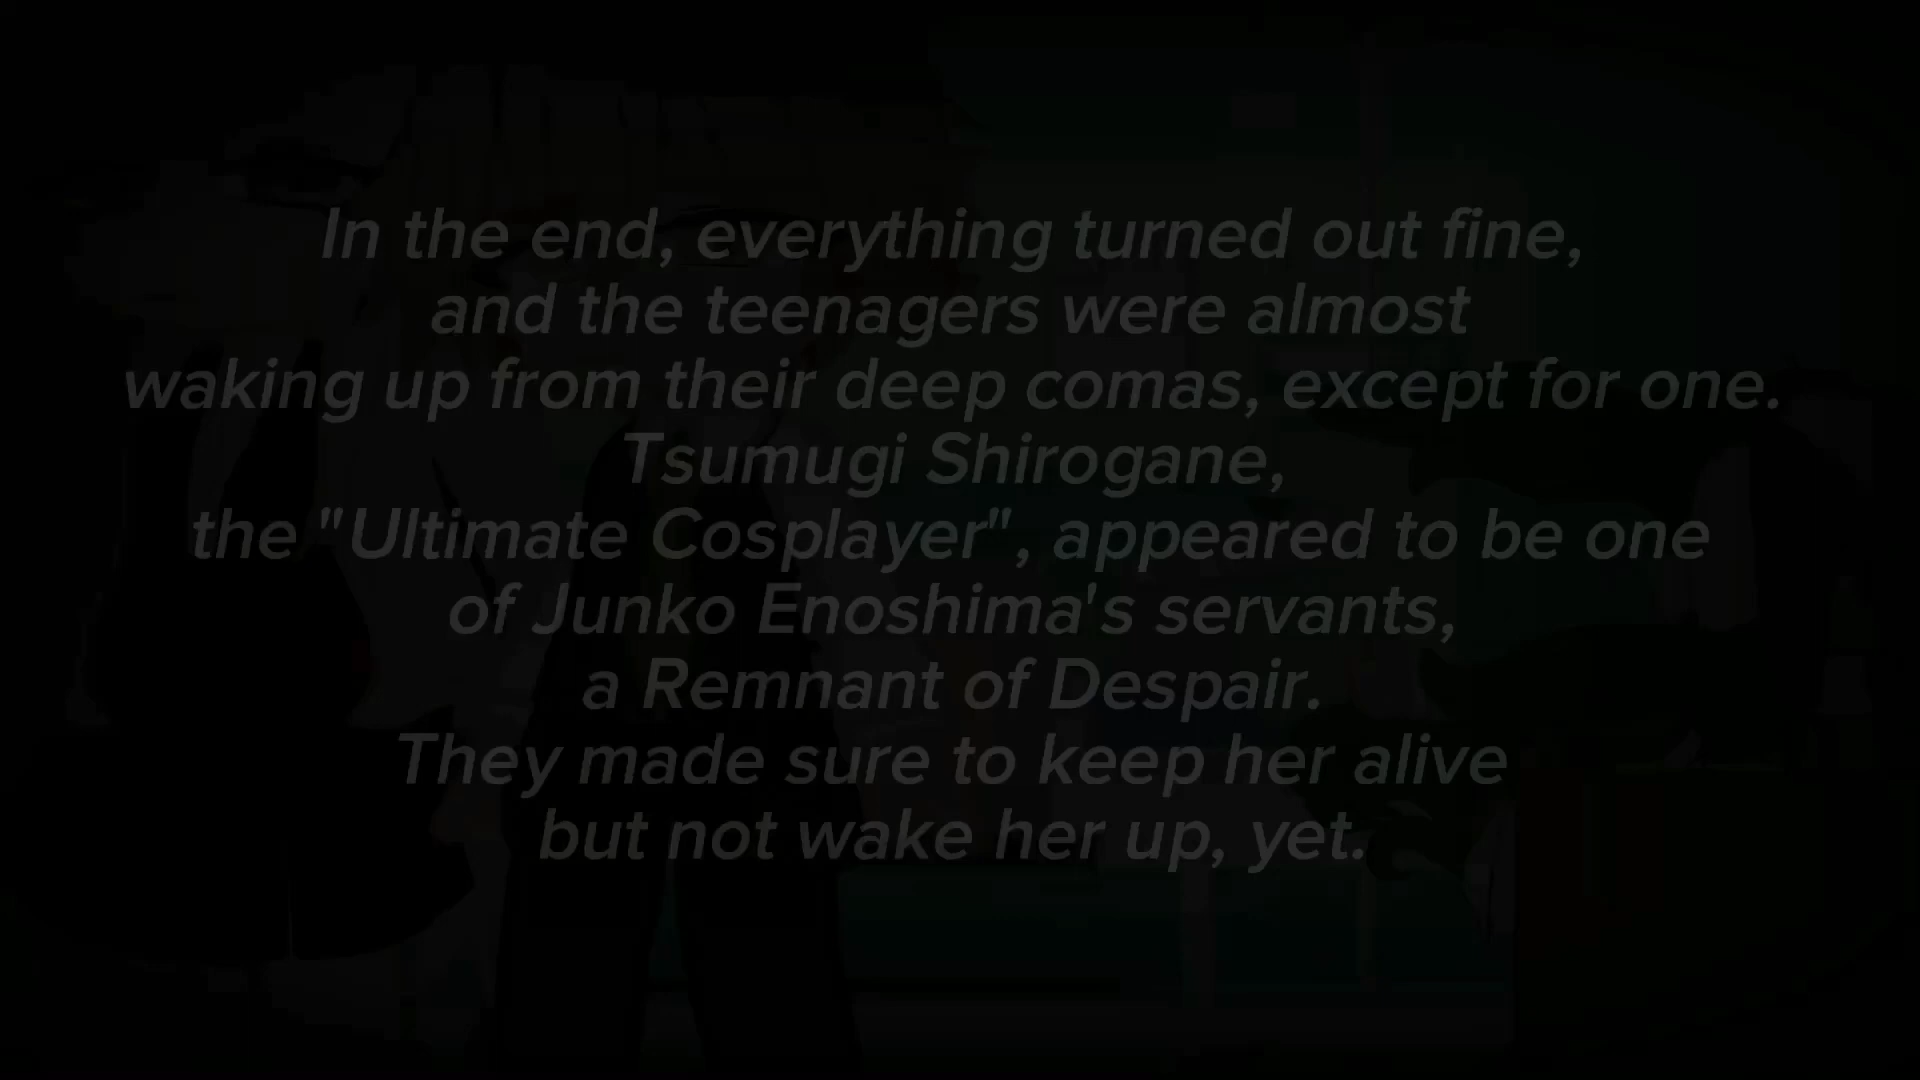 In the end, everything turned out fine,
and the teenagers were almost
waking up from their deep comas, except for one.
Tsumugi Shirogane,
the "Ultimate Cosplayer", appeared to be one
of Junko Enoshima's servants,
a Remnant of Despair.
They made sure to keep her alive
but not wake her up, yet.